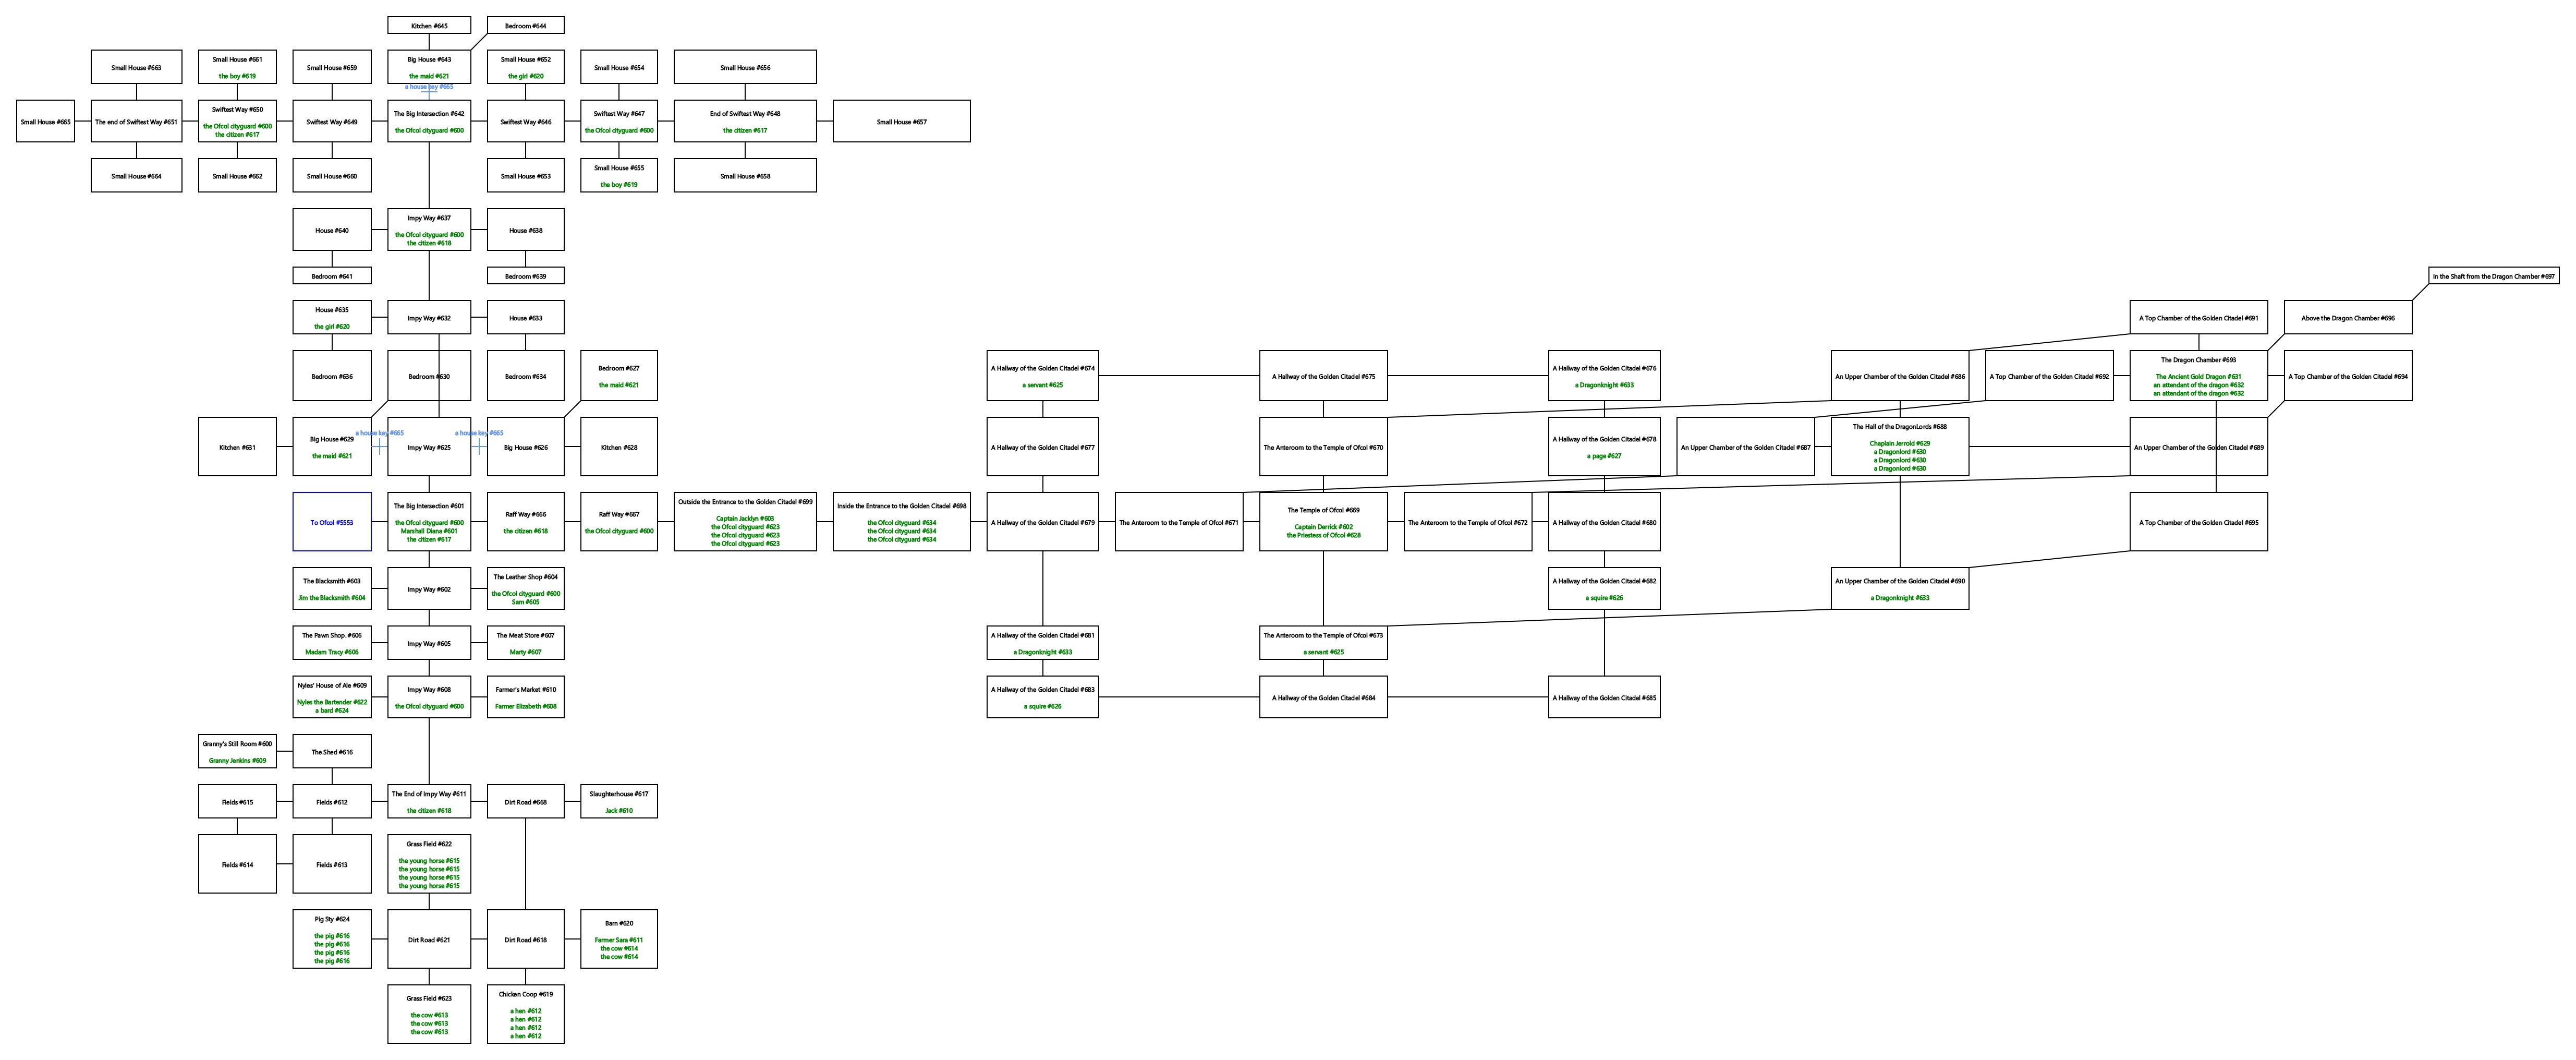 Kitchen #645
Bedroom #644
Small House #663
Small House #661
the boy #619
Small House #659
Big House #643
the maid #621
Small House #652
the girl #620
Small House #654
Small House #656
a house key #665
Small House #665
The end of Swiftest Way #651
Swiftest Way #650
the Ofcol cityguard #600
the citizen #617
Swiftest Way #649
The Big Intersection #642
the Ofcol cityguard #600
Swiftest Way #646
Swiftest Way #647
the Ofcol cityguard #600
End of Swiftest Way #648
the citizen #617
Small House #657
Small House #664
Small House #662
Small House #660
Small House #653
Small House #655
the boy #619
Small House #658
House #640
Impy Way #637
the Ofcol cityguard #600
the citizen #618
House #638
Bedroom #641
Bedroom #639
In the Shaft from the Dragon Chamber #697
House #635
the girl #620
Impy Way #632
House #633
A Top Chamber of the Golden Citadel #691
Above the Dragon Chamber #696
Bedroom #636
Bedroom #630
Bedroom #634
Bedroom #627
the maid #621
A Hallway of the Golden Citadel #674
a servant #625
A Hallway of the Golden Citadel #675
A Hallway of the Golden Citadel #676
a Dragonknight #633
An Upper Chamber of the Golden Citadel #686
A Top Chamber of the Golden Citadel #692
The Dragon Chamber #693
The Ancient Gold Dragon #631
an attendant of the dragon #632
an attendant of the dragon #632
A Top Chamber of the Golden Citadel #694
Kitchen #631
Big House #629
the maid #621
a house key #665
Impy Way #625
a house key #665
Big House #626
Kitchen #628
A Hallway of the Golden Citadel #677
The Anteroom to the Temple of Ofcol #670
A Hallway of the Golden Citadel #678
a page #627
An Upper Chamber of the Golden Citadel #687
The Hall of the DragonLords #688
Chaplain Jerrold #629
a Dragonlord #630
a Dragonlord #630
a Dragonlord #630
An Upper Chamber of the Golden Citadel #689
To Ofcol #5553
The Big Intersection #601
the Ofcol cityguard #600
Marshall Diana #601
the citizen #617
Raff Way #666
the citizen #618
Raff Way #667
the Ofcol cityguard #600
Outside the Entrance to the Golden Citadel #699
Captain Jacklyn #603
the Ofcol cityguard #623
the Ofcol cityguard #623
the Ofcol cityguard #623
Inside the Entrance to the Golden Citadel #698
the Ofcol cityguard #634
the Ofcol cityguard #634
the Ofcol cityguard #634
A Hallway of the Golden Citadel #679
The Anteroom to the Temple of Ofcol #671
The Temple of Ofcol #669
Captain Derrick #602
the Priestess of Ofcol #628
The Anteroom to the Temple of Ofcol #672
A Hallway of the Golden Citadel #680
A Top Chamber of the Golden Citadel #695
The Blacksmith #603
Jim the Blacksmith #604
Impy Way #602
The Leather Shop #604
the Ofcol cityguard #600
Sam #605
A Hallway of the Golden Citadel #682
a squire #626
An Upper Chamber of the Golden Citadel #690
a Dragonknight #633
The Pawn Shop. #606
Madam Tracy #606
Impy Way #605
The Meat Store #607
Marty #607
A Hallway of the Golden Citadel #681
a Dragonknight #633
The Anteroom to the Temple of Ofcol #673
a servant #625
Nyles' House of Ale #609
Nyles the Bartender #622
a bard #624
Impy Way #608
the Ofcol cityguard #600
Farmer's Market #610
Farmer Elizabeth #608
A Hallway of the Golden Citadel #683
a squire #626
A Hallway of the Golden Citadel #684
A Hallway of the Golden Citadel #685
Granny's Still Room #600
Granny Jenkins #609
The Shed #616
Fields #615
Fields #612
The End of Impy Way #611
the citizen #618
Dirt Road #668
Slaughterhouse #617
Jack #610
Fields #614
Fields #613
Grass Field #622
the young horse #615
the young horse #615
the young horse #615
the young horse #615
Pig Sty #624
the pig #616
the pig #616
the pig #616
the pig #616
Dirt Road #621
Dirt Road #618
Barn #620
Farmer Sara #611
the cow #614
the cow #614
Grass Field #623
the cow #613
the cow #613
the cow #613
Chicken Coop #619
a hen #612
a hen #612
a hen #612
a hen #612